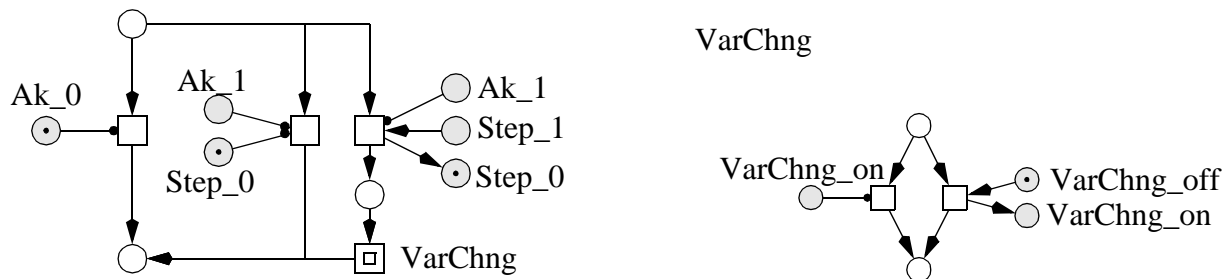 VarChng
Ak_0
Ak_1
Ak_1
Step_1
Step_0
Step_0
VarChng
VarChng_on
VarChng_off
VarChng_on